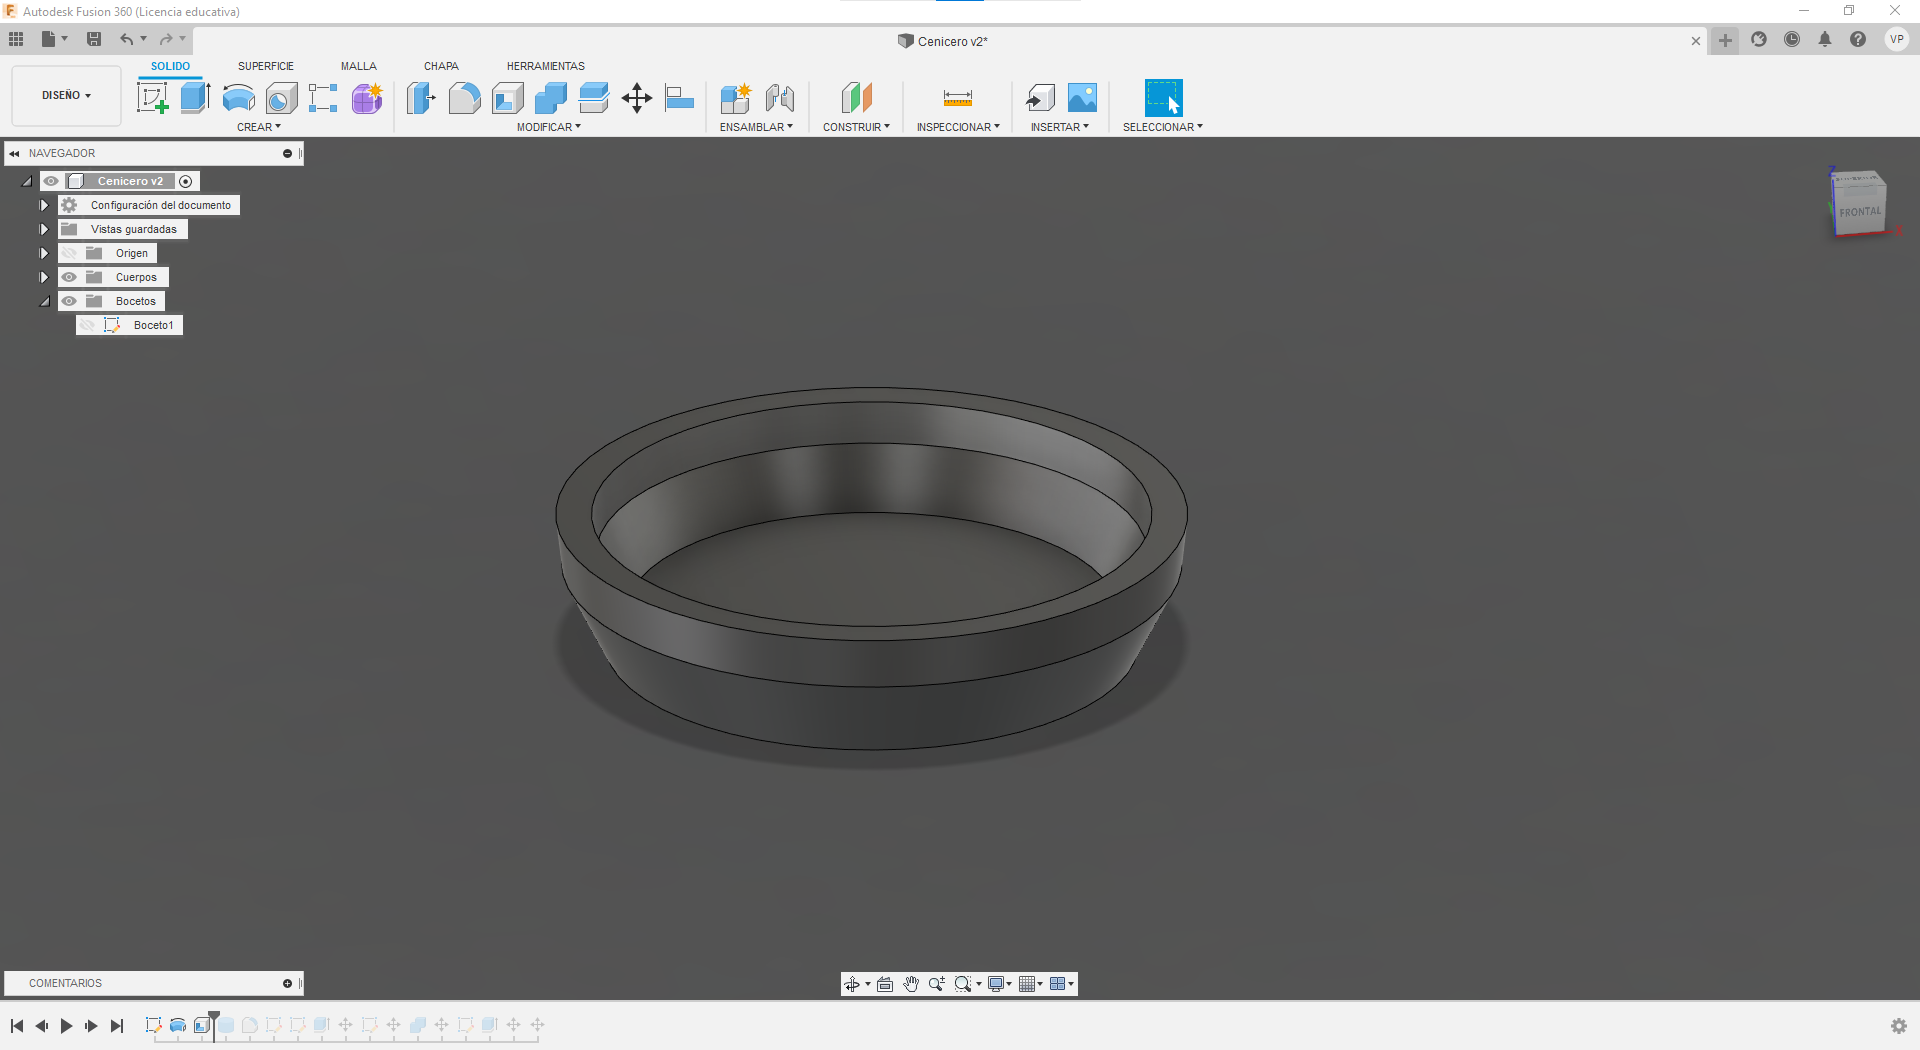 Autodesk Fusion 360 (Licencia educativa)
Cenicero v2*
VP
DISEÑO
SOLIDO SUPERFICIE MALLA CHAPA HERRAMIENTAS
CREAR MODIFICAR ENSAMBLAR CONSTRUIR INSPECCIONAR INSERTAR SELECCIONAR
NAVEGADOR
Cenicero v2
Configuración del documento
Vistas guardadas
Origen
Cuerpos
Bocetos
Boceto1
Z
FRONTAL
X
COMENTARIOS